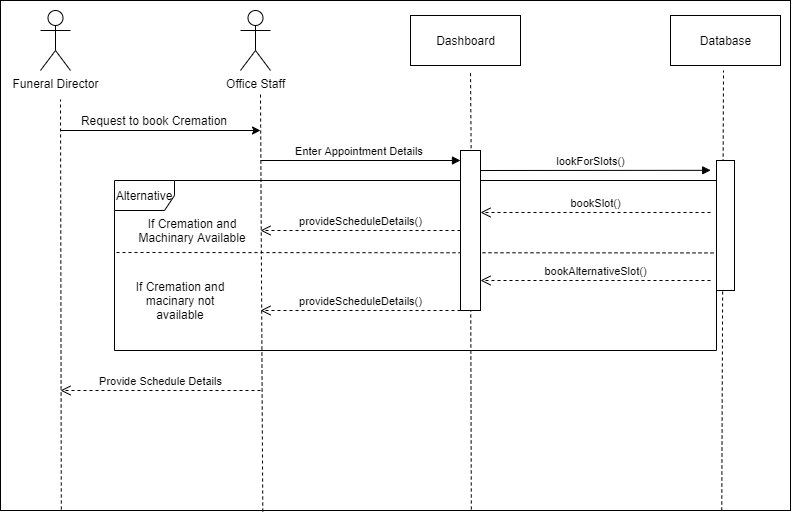 Funeral Director
Office Staff
Dashboard
Database
Request to book Cremation
Enter Appointment Details
lookForSlots()
Alternative
bookSlot()
If Cremation and
Machinary Available
provideScheduleDetails()
bookAlternativeSlot()
If Cremation and
macinary not
available
provideScheduleDetails()
Provide Schedule Details